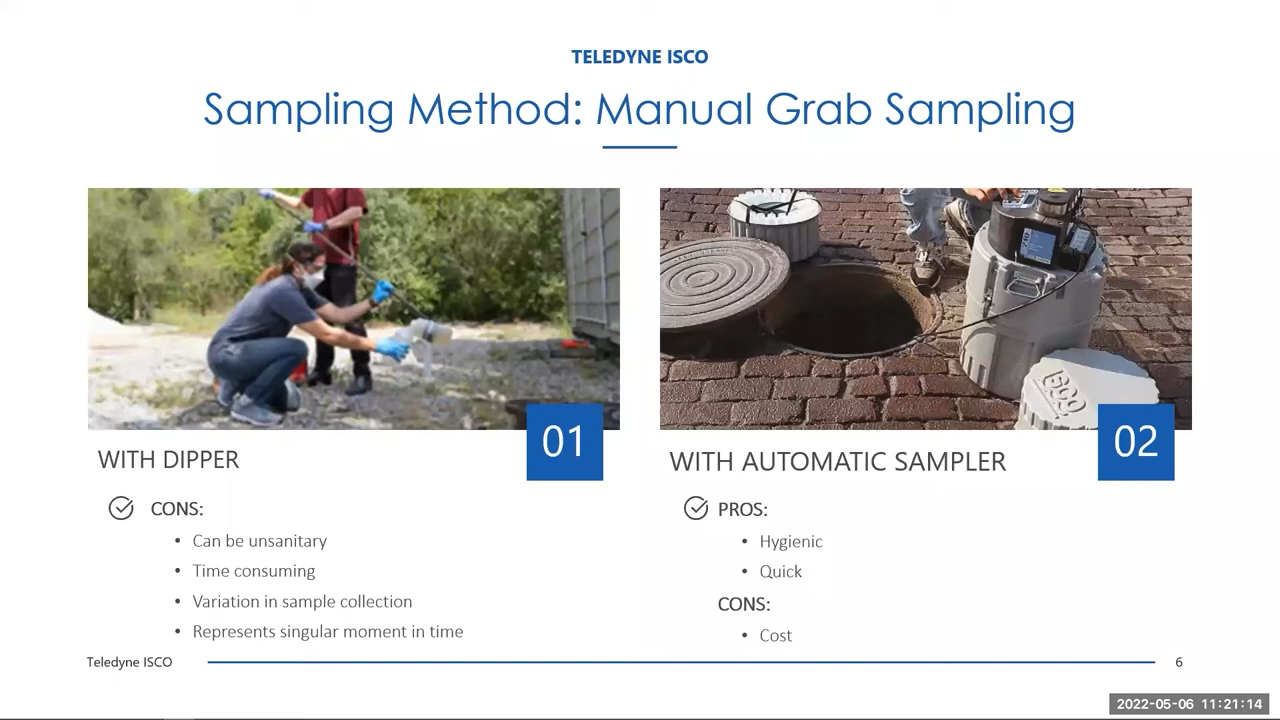 TELEDYNE ISCO
Sampling Method: Manual Grab Sampling
01
WITH DIPPER
CONS:
• Can be unsanitary
• Time consuming
• Variation in sample collection
• Represents singular moment in time
ISCO
02
WITH AUTOMATIC SAMPLER
PROS:
• Hygienic
• Quick
CONS:
• Cost
Teledyne ISCO
6
2022-05-06 11:21:14